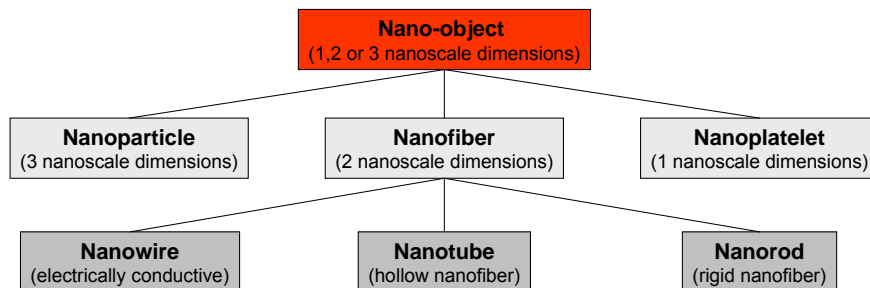 Nano-object
(1,2 or 3 nanoscale dimensions)
Nanoparticle
(3 nanoscale dimensions)
Nanofiber
(2 nanoscale dimensions)
Nanoplatelet
(1 nanoscale dimensions)
Nanowire
(electrically conductive)
Nanotube
(hollow nanofiber)
Nanorod
(rigid nanofiber)